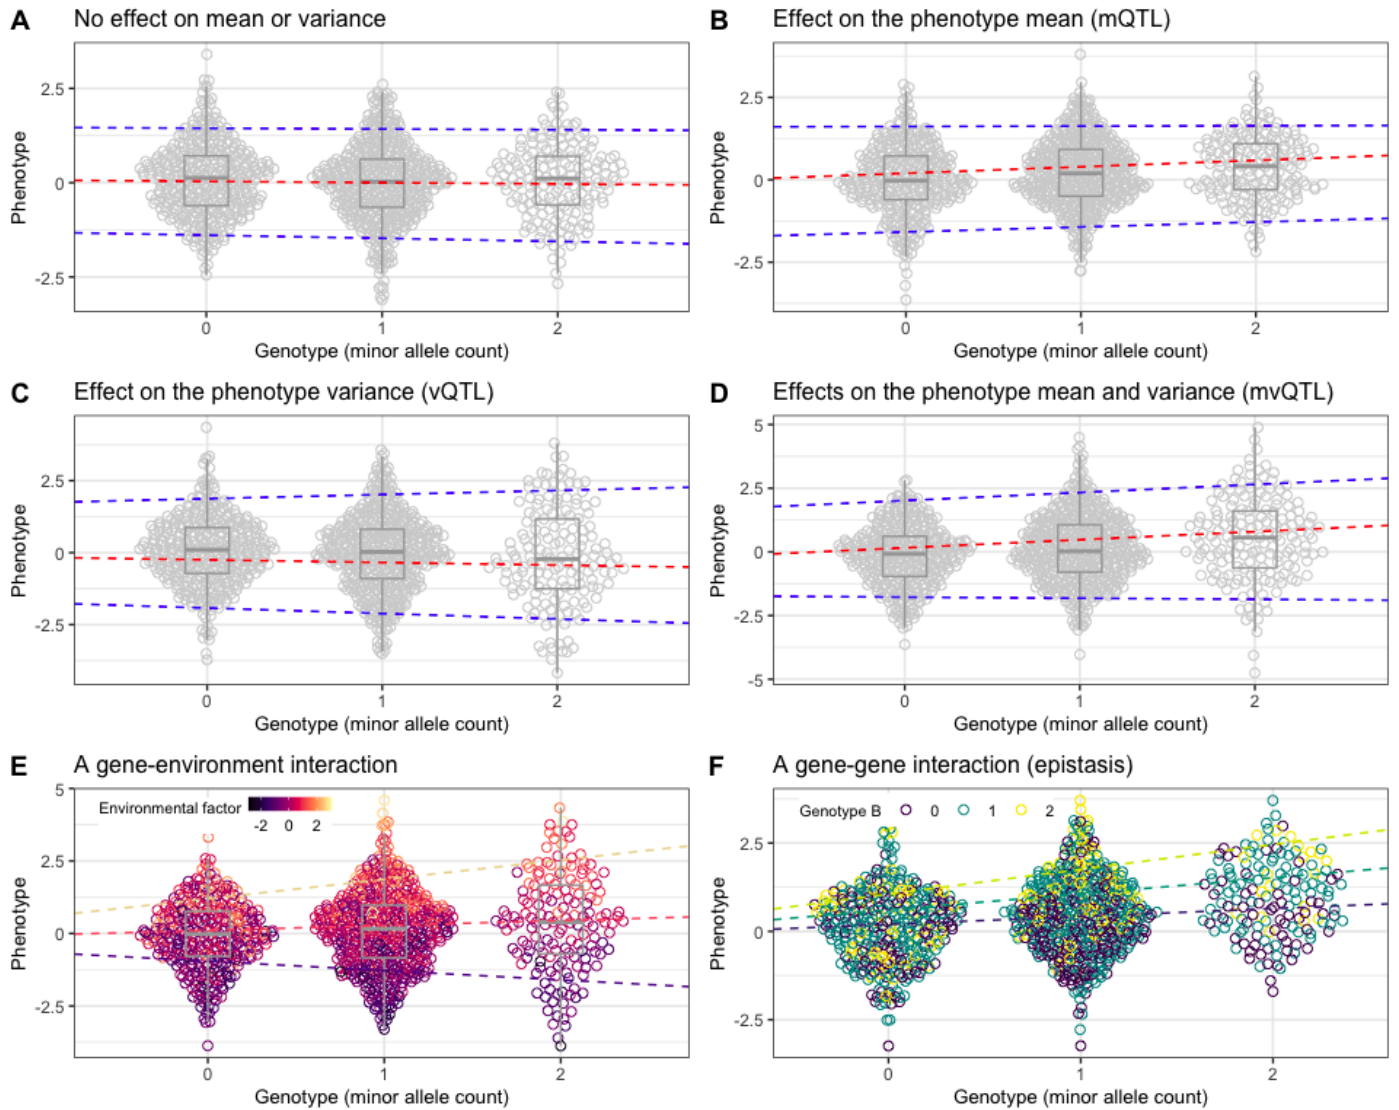 A No effect on mean or variance
Phenotype
2.5
0
-2.5
0 1 2
Genotype (minor allele count)
B Effect on the phenotype mean (mQTL)
Phenotype
2.5
0
-2.5
0 1 2
Genotype (minor allele count)
C Effect on the phenotype variance (vQTL)
Phenotype
2.5
0
-2.5
0 1 2
Genotype (minor allele count)
D Effects on the phenotype mean and variance (mvQTL)
Phenotype
5
2.5
0
-2.5
-5
0 1 2
Genotype (minor allele count)
E A gene-environment interaction
Environmental factor
-2 0 2
Phenotype
5
2.5
0
-2.5
0 1 2
Genotype (minor allele count)
F A gene-gene interaction (epistasis)
Genotype B 0 1 2
Phenotype
2.5
0
-2.5
0 1 2
Genotype (minor allele count)